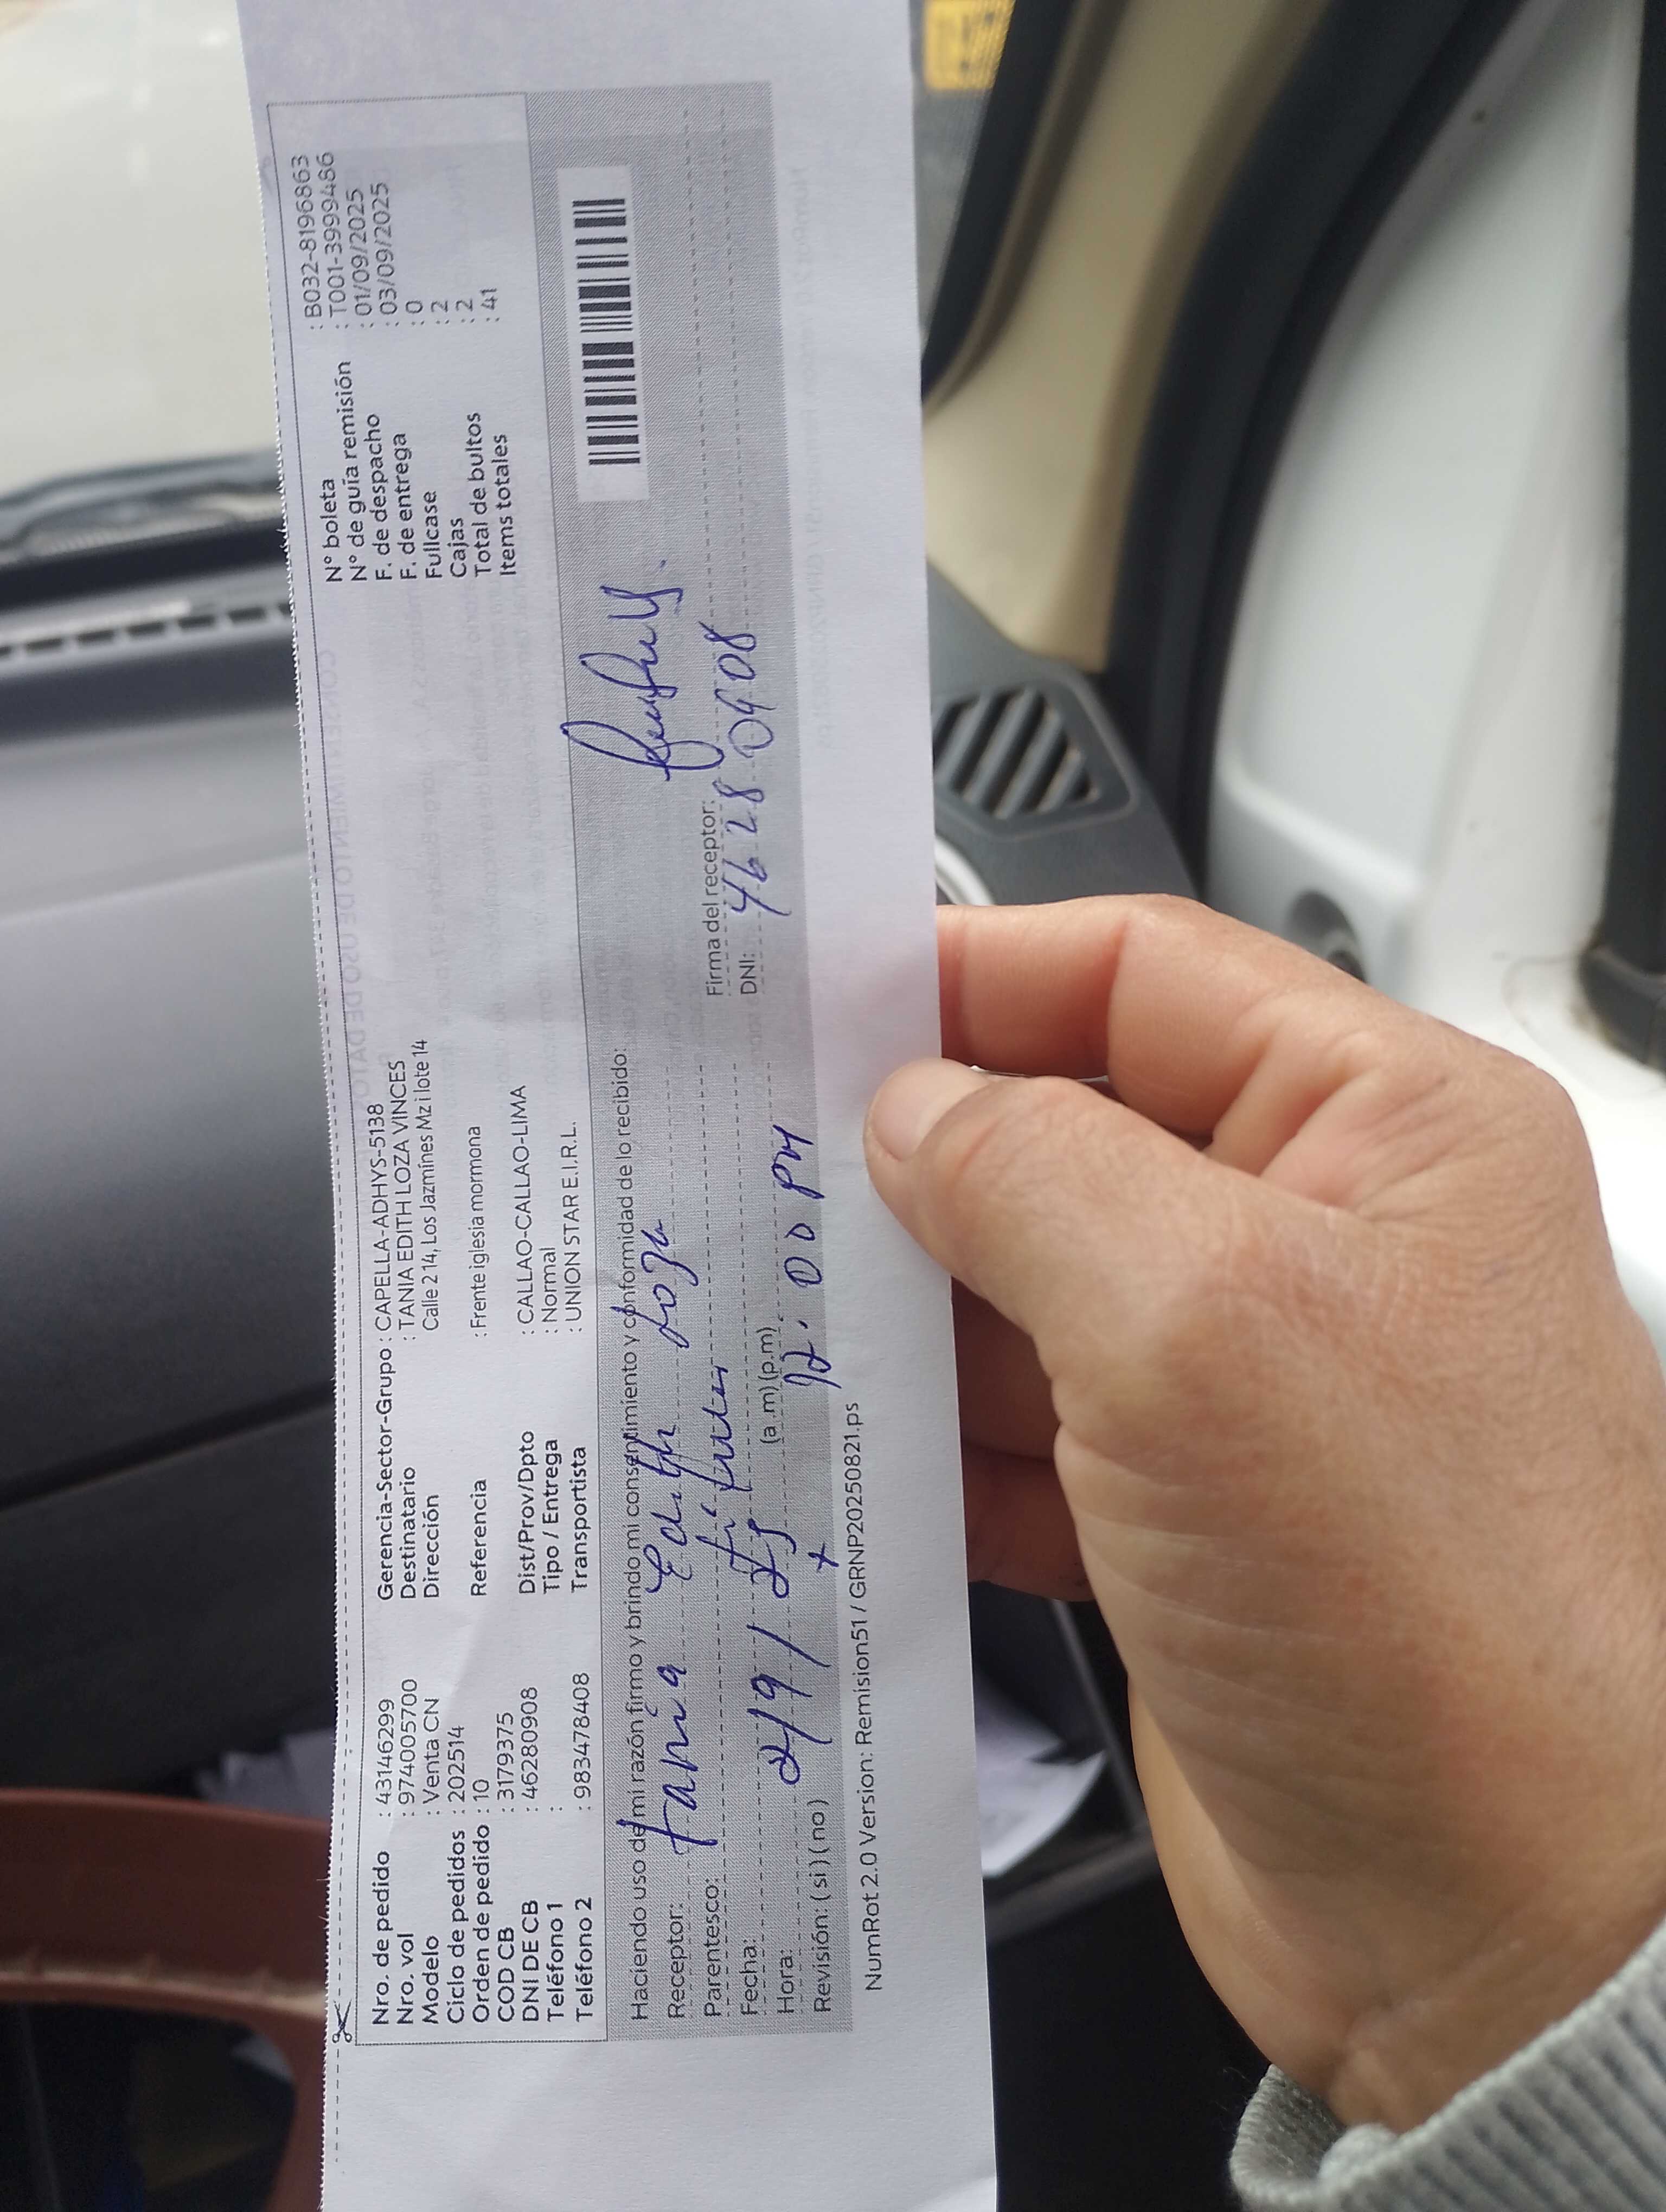 Nro. de pedido : 43146299
Nro. vol : 9740005700
Modelo : Venta CN
Ciclo de pedidos : 202514
Orden de pedido : 10
COD CB : 3179375
DNI DE CB : 46280908
Teléfono 1 :
Teléfono 2 : 983478408
Gerencia-Sector-Grupo : CAPELLA-ADHYS-5138
Destinatario : TANIA EDITH LOZA VINCES
Dirección Calle 2 14, Los Jazmínes Mz i lote 14
Referencia : Frente iglesia mormona
Dist/Prov/Dpto : CALLAO-CALLAO-LIMA
Tipo / Entrega : Normal
Transportista : UNION STAR E.I.R.L.
N° boleta : B032-8196863
N° de guía remisión : T001-3999486
F. de despacho : 01/09/2025
F. de entrega : 03/09/2025
Fullcase : 0
Cajas : 2
Total de bultos : 2
Items totales : 41
Haciendo uso de mi razón firmo y brindo mi consentimiento y conformidad de lo recibido:
Receptor: Tania Edith Loza
Parentesco: Titular
Fecha: 2/9/25
Hora: (a.m) (p.m) 12:00 PM
Revisión: (si) (no)
Firma del receptor:
DNI: 46280908
NumRot 2.0 Version: Remision51 / GRNP20250821.ps